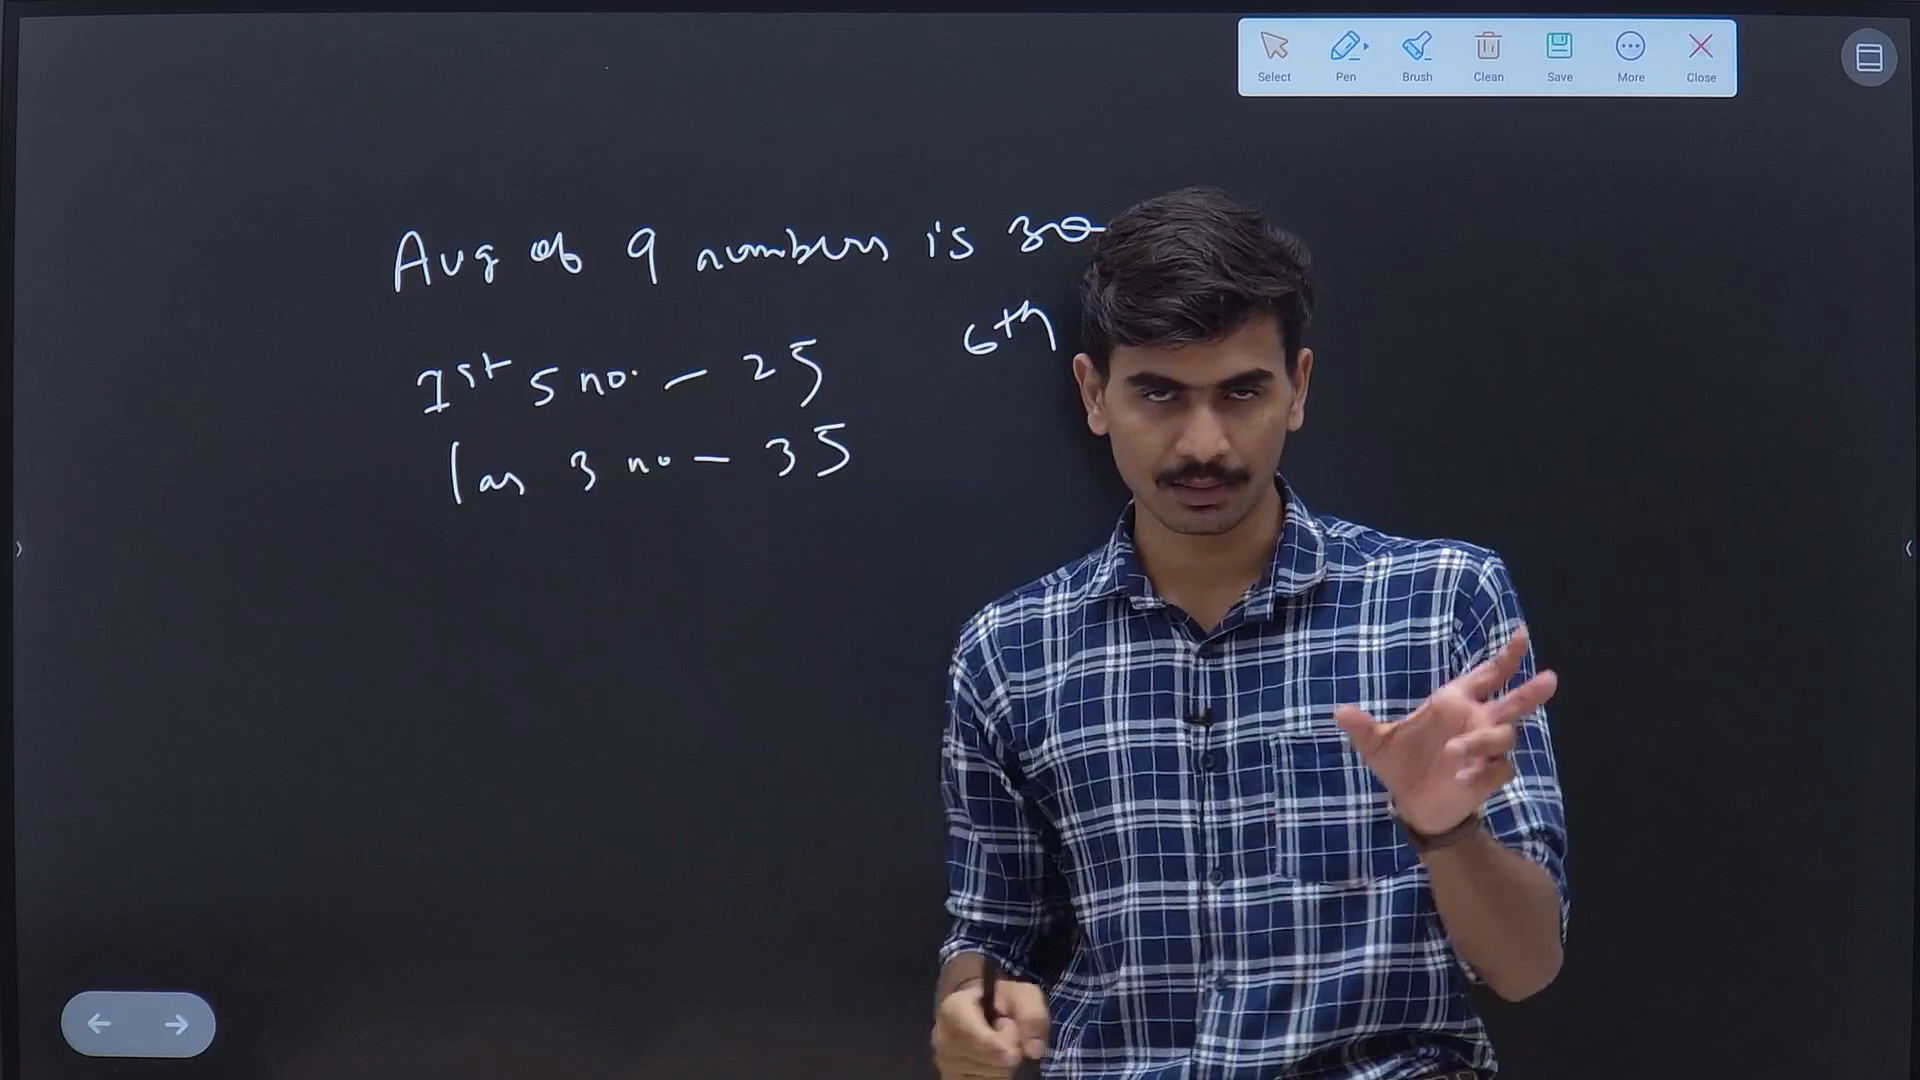 Select Pen Brush Clean Save More Close
Avg of 9 numbers is 30
6th
Ist 5 no. - 25
las 3 no - 35